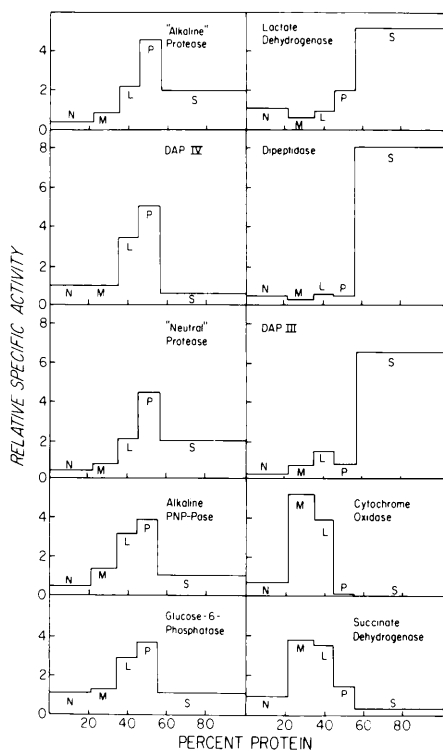 RELATIVE SPECIFIC ACTIVITY
"Alkaline"
Protease
4
2
0
N
M
L
P
S
Lactate
Dehydrogenase
N
M
L
P
S
DAP IV
8
6
4
2
0
N
M
L
P
S
Dipeptidase
N
M
L
P
S
"Neutral"
Protease
8
6
4
2
0
N
M
L
P
S
DAP III
N
M
L
P
S
Alkaline
PNP-Pase
4
2
0
N
M
L
P
S
Cytochrome
Oxidase
N
M
L
P
S
Glucose-6-
Phosphatase
4
2
0
N
M
L
P
S
Succinate
Dehydrogenase
N
M
L
P
S
20 40 60 80 20 40 60 80
PERCENT PROTEIN